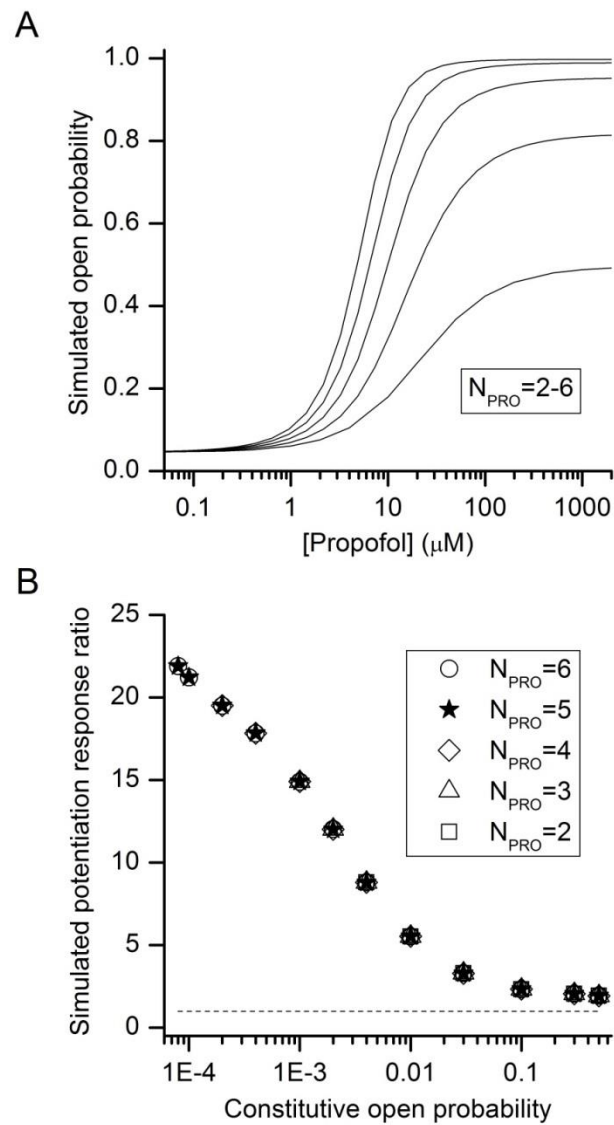 A
Simulated open probability
1.0
0.8
0.6
0.4
0.2
0.0
N_PRO=2-6
0.1 1 10 100 1000
[Propofol] (µM)
B
Simulated potentiation response ratio
25
20
15
10
5
0
N_PRO=6
N_PRO=5
N_PRO=4
N_PRO=3
N_PRO=2
1E-4 1E-3 0.01 0.1
Constitutive open probability